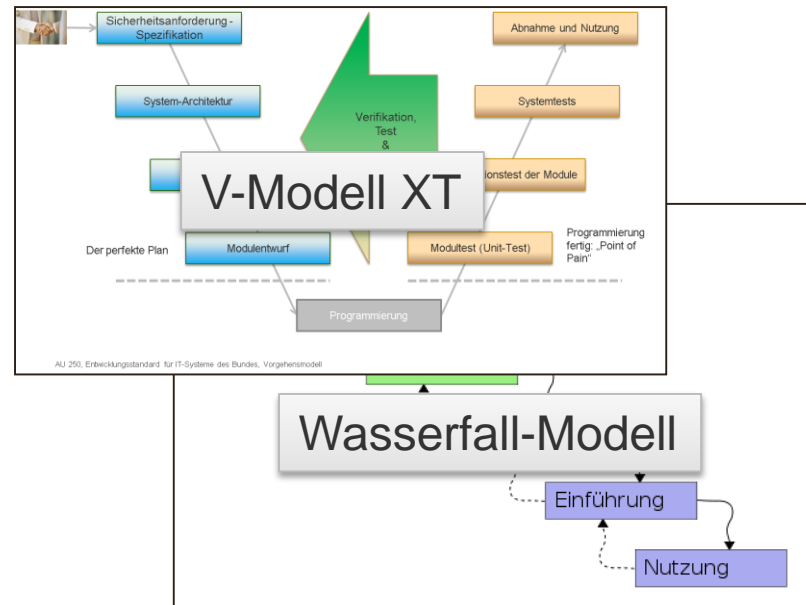 Sicherheitsanforderung -
Spezifikation
Abnahme und Nutzung
System-Architektur
Systemtests
Verifikation,
Test
&
V-Modell XT
der Module
Der perfekte Plan
Modulentwurf
Modultest (Unit-Test)
Programmierung
fertig: „Point of
Pain“
Programmierung
AU 250, Entwicklungsstandard für IT-Systeme des Bundes, Vorgehensmodell
Wasserfall-Modell
Einführung
Nutzung